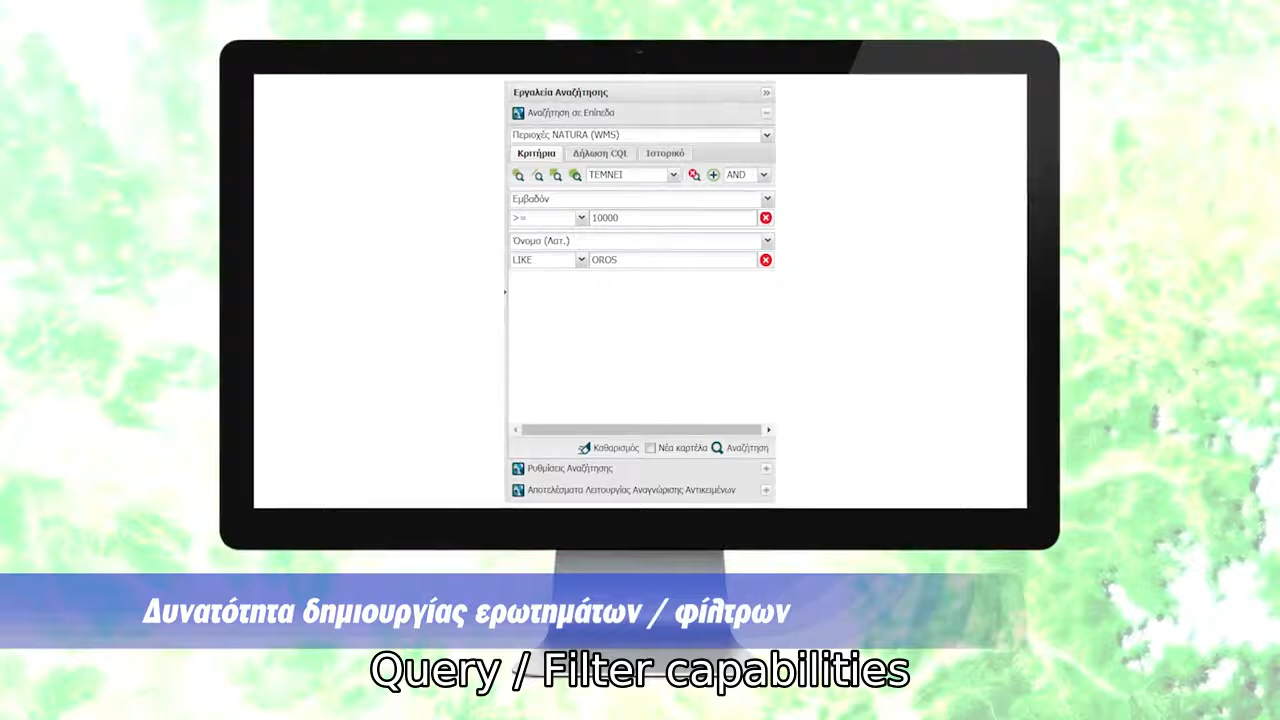 Εργαλεία Αναζήτησης
Αναζήτηση σε Επίπεδα
Περιοχές NATURA (WMS)
Κριτήρια Δήλωση CQL Ιστορικό
ΤΕΜΝΕΙ AND
Εμβαδόν
>= 10000
Όνομα (Λατ.)
LIKE OROS
Καθαρισμός Νέα καρτέλα Αναζήτηση
Ρυθμίσεις Αναζήτησης
Αποτελέσματα Λειτουργίας Αναγνώρισης Αντικειμένων
Δυνατότητα δημιουργίας ερωτημάτων / φίλτρων
Query / Filter capabilities